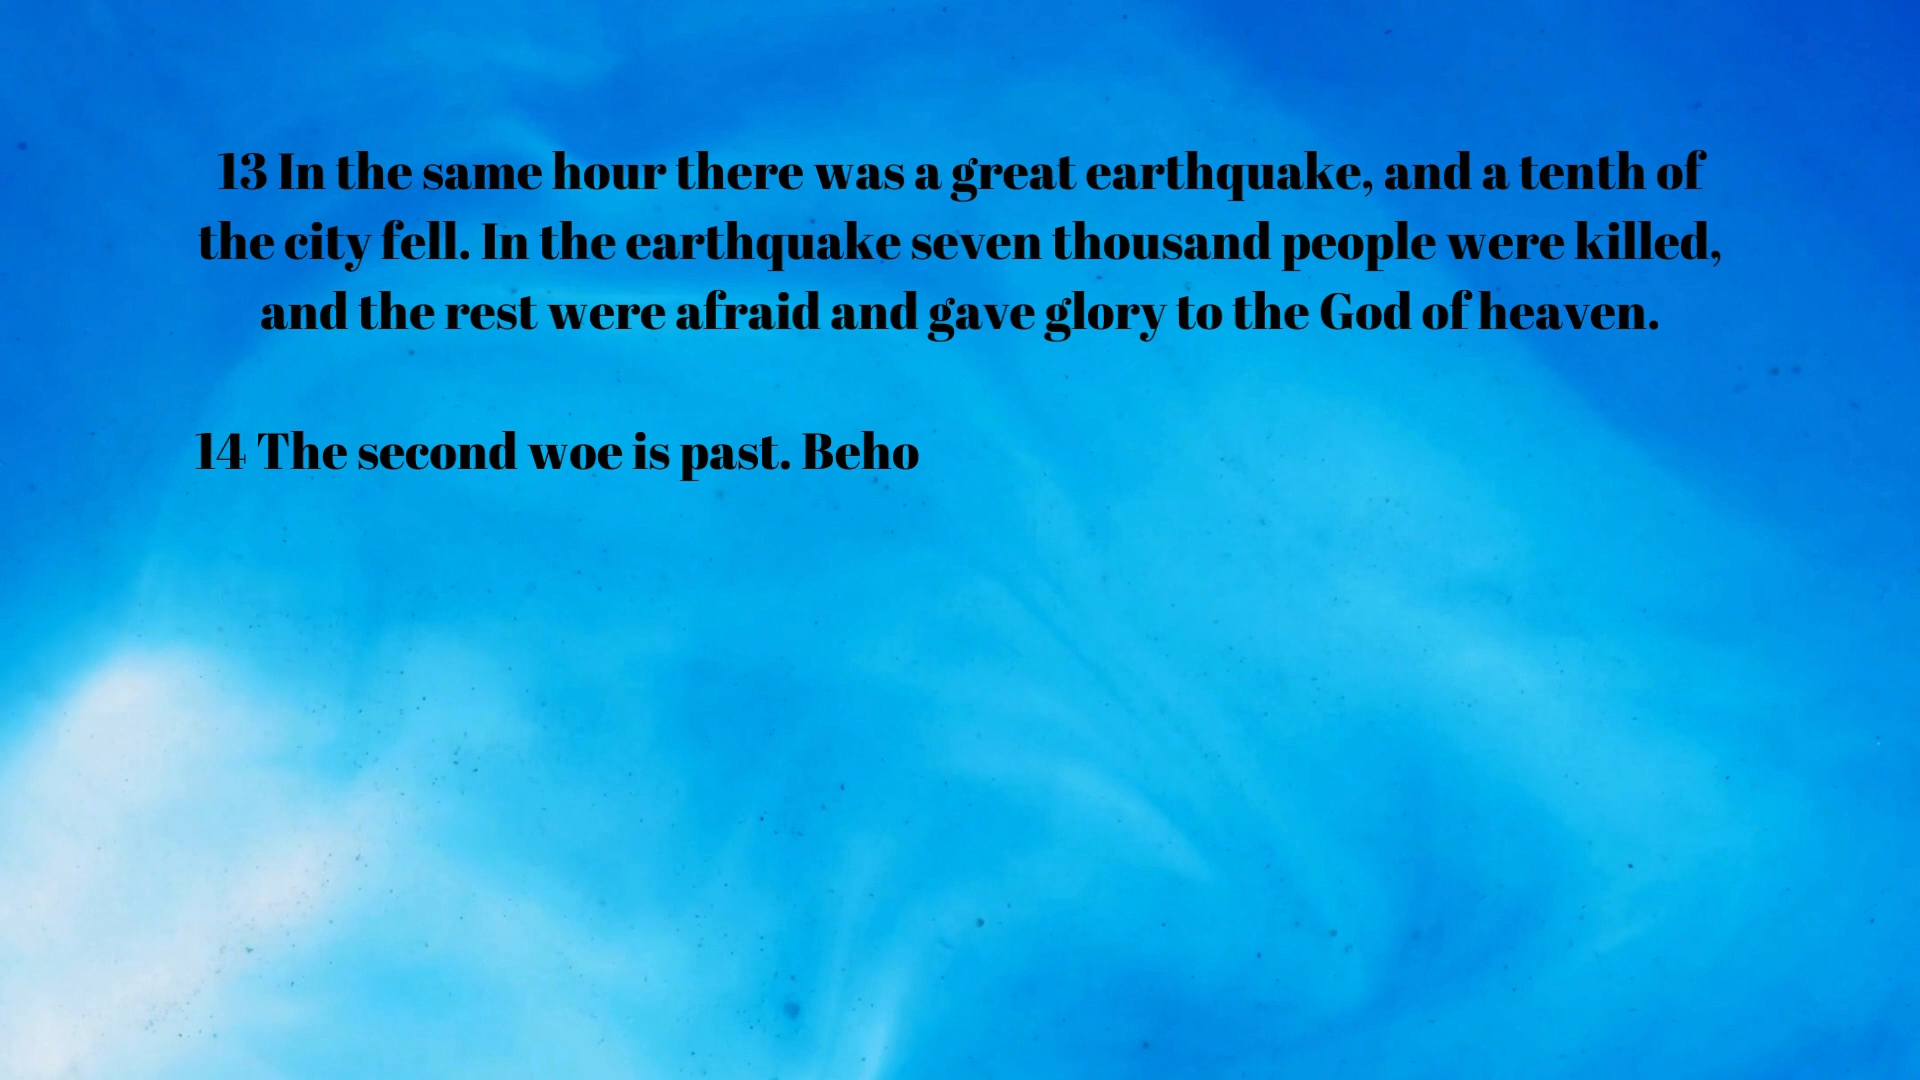 13 In the same hour there was a great earthquake, and a tenth of
the city fell. In the earthquake seven thousand people were killed,
and the rest were afraid and gave glory to the God of heaven.
14 The second woe is past. Beho